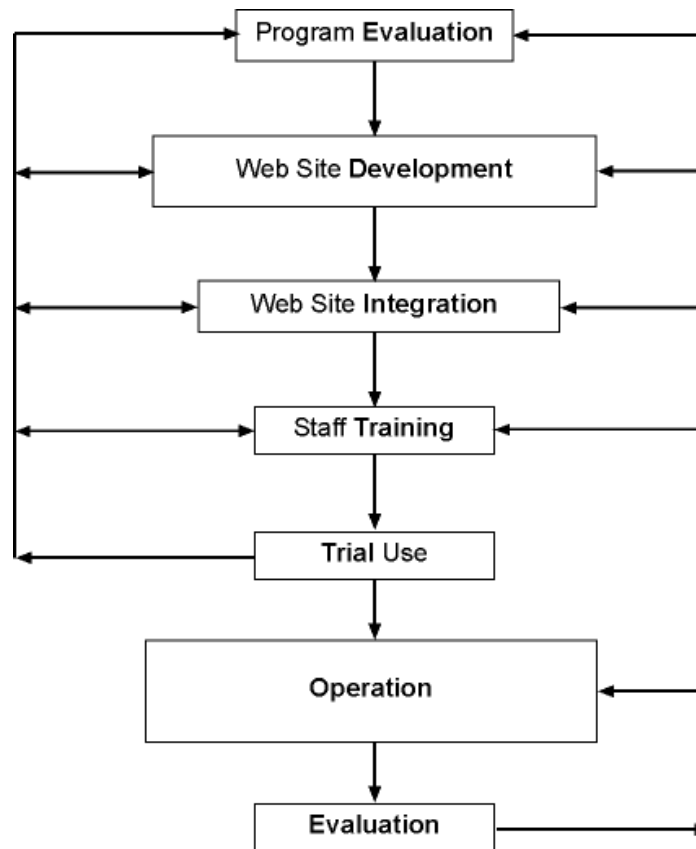 Program Evaluation
Web Site Development
Web Site Integration
Staff Training
Trial Use
Operation
Evaluation